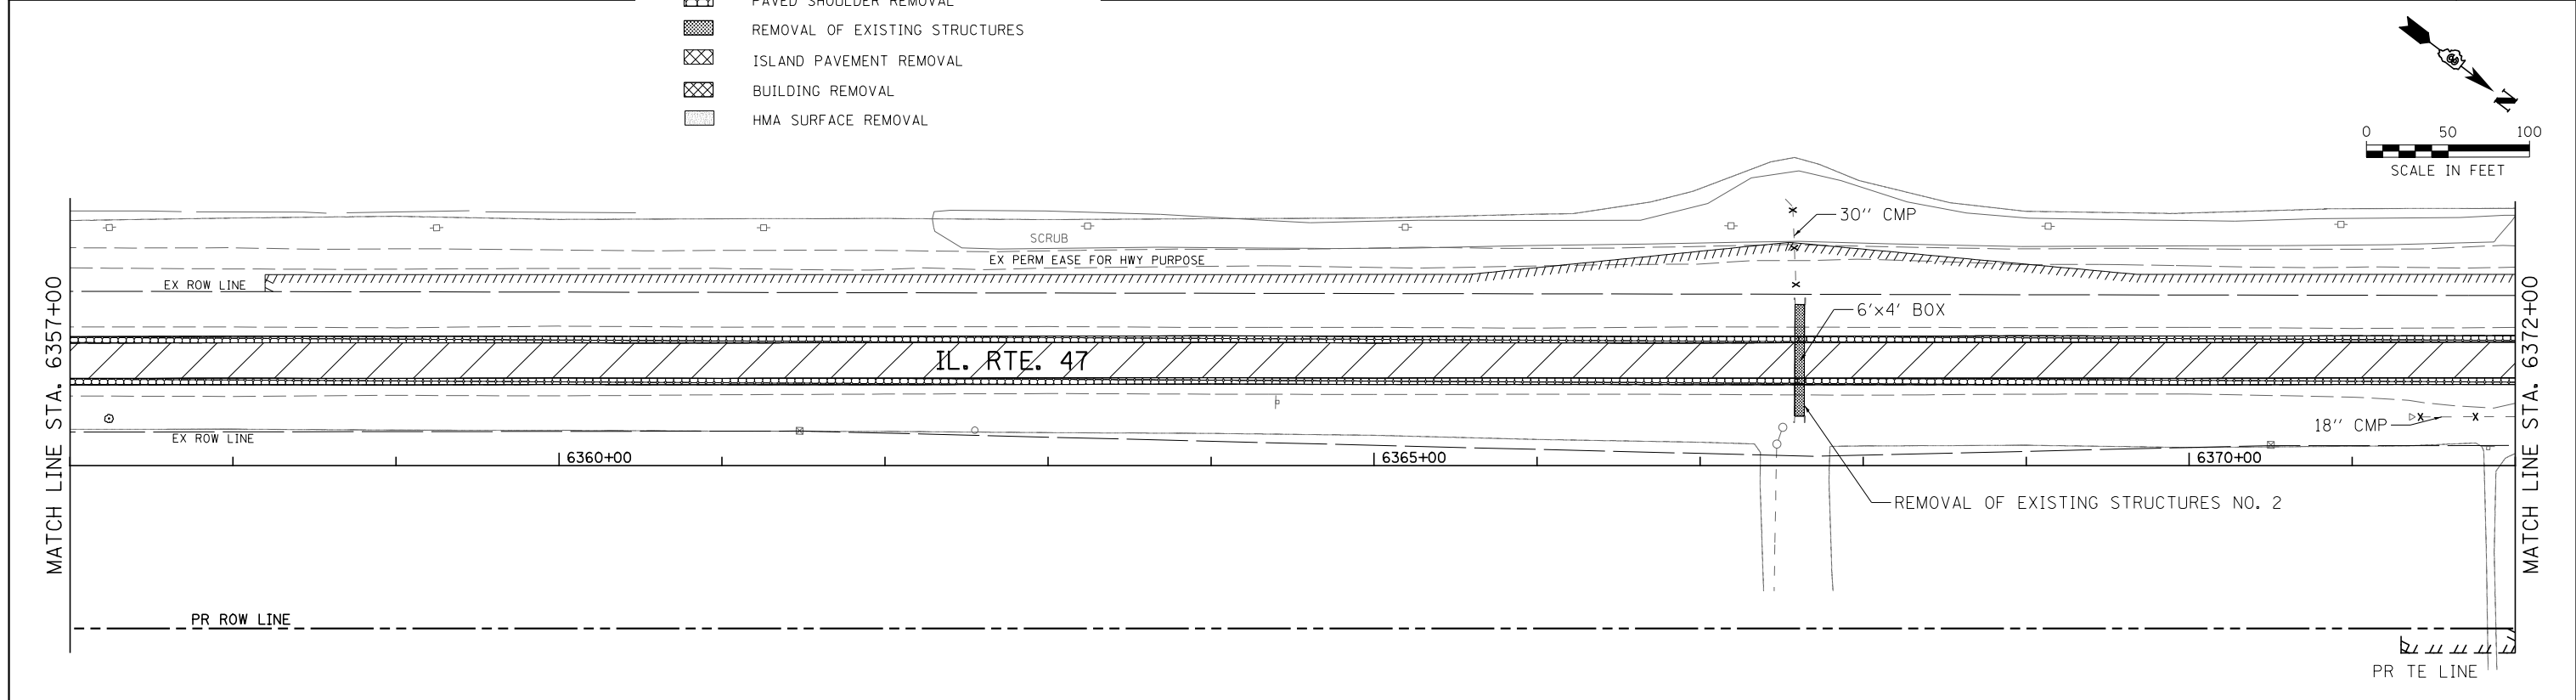 PAVED SHOULDER REMOVAL
REMOVAL OF EXISTING STRUCTURES
ISLAND PAVEMENT REMOVAL
BUILDING REMOVAL
HMA SURFACE REMOVAL
N
0 50 100
SCALE IN FEET
30'' CMP
SCRUB
EX PERM EASE FOR HWY PURPOSE
EX ROW LINE
6'x4' BOX
IL. RTE. 47
MATCH LINE STA. 6357+00
MATCH LINE STA. 6372+00
18'' CMP
EX ROW LINE
6360+00 6365+00 6370+00
REMOVAL OF EXISTING STRUCTURES NO. 2
PR ROW LINE
PR TE LINE